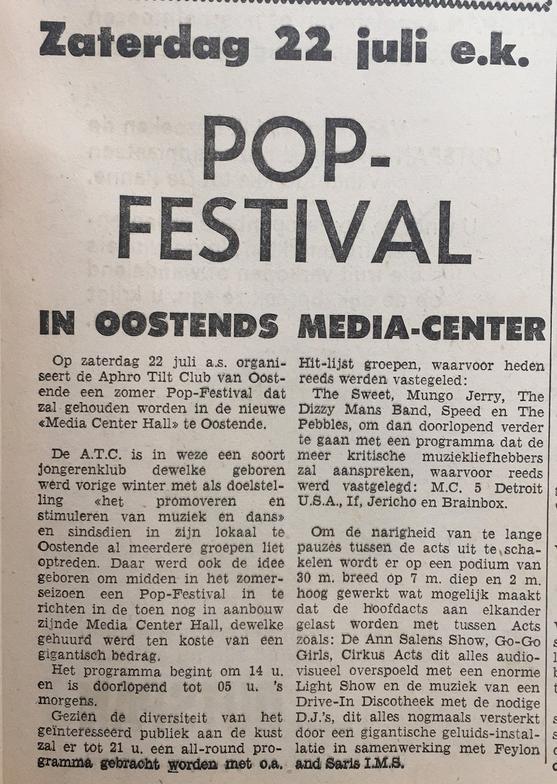 Zaterdag 22 juli e.k.
POP-
FESTIVAL
IN OOSTENDS MEDIA-CENTER
Op zaterdag 22 juli a.s. organi-
seert de Aphro Tilt Club van Oost-
ende een zomer Pop-Festival dat
zal gehouden worden in de nieuwe
«Media Center Hall» te Oostende.
De A.T.C. is in weze een soort
jongerenklub dewelke geboren
werd vorige winter met als doelstel-
ling «het promoveren en
stimuleren van muziek en dans»
en sindsdien in zijn lokaal te
Oostende al meerdere groepen liet
optreden. Daar werd ook de idee
geboren om midden in het zomer-
seizoen een Pop-Festival in te
richten in de toen nog in aanbouw
zijnde Media Center Hall, dewelke
gehuurd werd ten koste van een
gigantisch bedrag.
Het programma begint om 14 u.
en is doorlopend tot 05 u. 's
morgens.
Gezien de diversiteit van het
geïnteresseerd publiek aan de kust
zal er tot 21 u. een all-round pro-
gramma gebracht worden met o.a.
Hit-lijst groepen, waarvoor heden
reeds werden vastegeled:
The Sweet, Mungo Jerry, The
Dizzy Mans Band, Speed en The
Pebbles, om dan doorlopend verder
te gaan met een programma dat de
meer kritische muziekliefhebbers
zal aanspreken, waarvoor reeds
werd vastgelegd: M.C. 5 Detroit
U.S.A., If, Jericho en Brainbox.
Om de narigheid van te lange
pauzes tussen de acts uit te scha-
kelen wordt er op een podium van
30 m. breed op 7 m. diep en 2 m.
hoog gewerkt wat mogelijk maakt
dat de hoofdacts aan elkander
gelast worden met tussen Acts
zoals: De Ann Salens Show, Go-Go
Girls, Cirkus Acts dit alles audio-
visueel overspoeld met een enorme
Light Show en de muziek van een
Drive-In Discotheek met de nodige
D.J.'s, dit alles nogmaals versterkt
door een gigantische geluids-instal-
latie in samenwerking met Feylon
and Saris I.M.S.